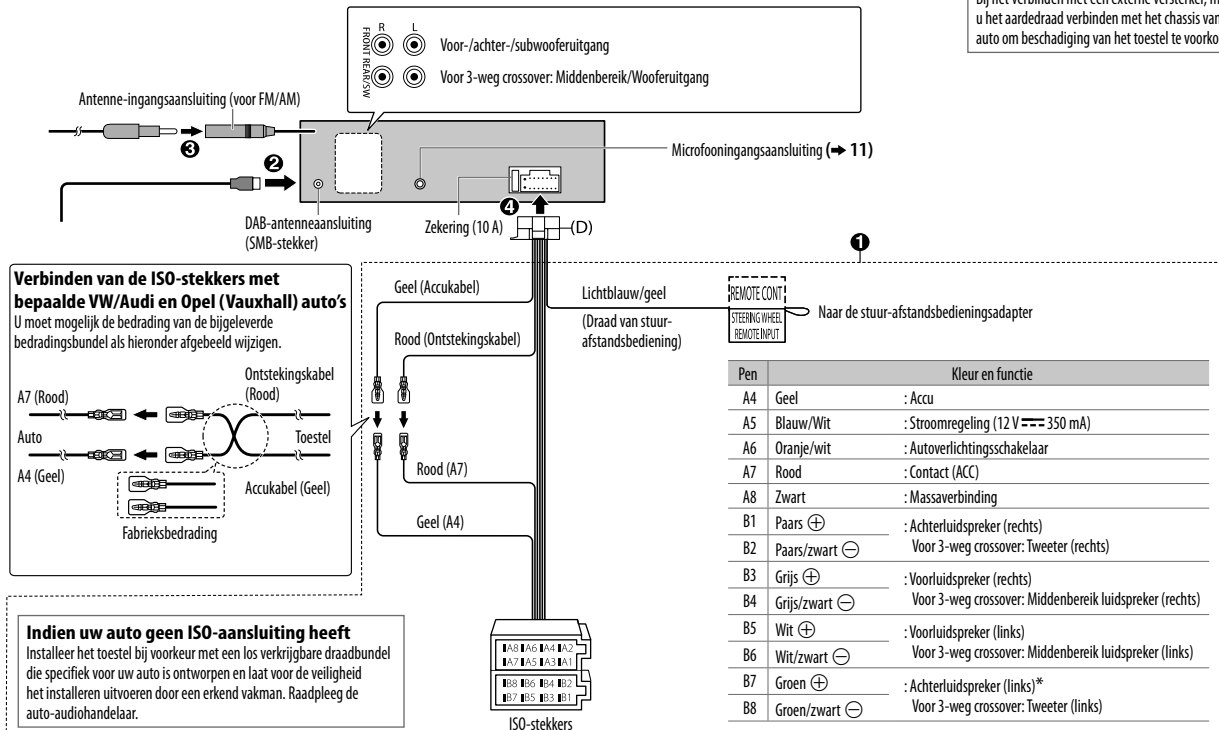 Bij het verbinden met een externe versterker,
u het aardedraad verbinden met het chassis van
auto om beschadiging van het toestel te
R L
FRONT REAR/SW
Voor-/achter-/subwooferuitgang
Voor 3-weg crossover: Middenbereik/Wooferuitgang
Antenne-ingangsaansluiting (voor FM/AM)
3
2
Microfooningangsaansluiting (➜ 11)
DAB-antenneaansluiting
(SMB-stekker)
Zekering (10 A)
4
(D)
1
Verbinden van de ISO-stekkers met
bepaalde VW/Audi en Opel (Vauxhall) auto's
U moet mogelijk de bedrading van de bijgeleverde
bedradingsbundel als hieronder afgebeeld wijzigen.
A7 (Rood)
Ontstekingskabel
(Rood)
Auto
Toestel
A4 (Geel)
Accukabel (Geel)
Fabrieksbedrading
Geel (Accukabel)
Rood (Ontstekingskabel)
Rood (A7)
Geel (A4)
Lichtblauw/geel
(Draad van stuur-
afstandsbediening)
REMOTE CONT
STEERING WHEEL
REMOTE INPUT
Naar de stuur-afstandsbedieningsadapter
Pen Kleur en functie
A4 Geel : Accu
A5 Blauw/Wit : Stroomregeling (12 V ⎓ 350 mA)
A6 Oranje/wit : Autoverlichtingsschakelaar
A7 Rood : Contact (ACC)
A8 Zwart : Massaverbinding
B1 Paars ⊕ : Achterluidspreker (rechts)
B2 Paars/zwart ⊖ Voor 3-weg crossover: Tweeter (rechts)
B3 Grijs ⊕ : Voorluidspreker (rechts)
B4 Grijs/zwart ⊖ Voor 3-weg crossover: Middenbereik luidspreker (rechts)
B5 Wit ⊕ : Voorluidspreker (links)
B6 Wit/zwart ⊖ Voor 3-weg crossover: Middenbereik luidspreker (links)
B7 Groen ⊕ : Achterluidspreker (links)*
B8 Groen/zwart ⊖ Voor 3-weg crossover: Tweeter (links)
Indien uw auto geen ISO-aansluiting heeft
Installeer het toestel bij voorkeur met een los verkrijgbare draadbundel
die specifiek voor uw auto is ontworpen en laat voor de veiligheid
het installeren uitvoeren door een erkend vakman. Raadpleeg de
auto-audiohandelaar.
A8 A6 A4 A2
A7 A5 A3 A1
B8 B6 B4 B2
B7 B5 B3 B1
ISO-stekkers